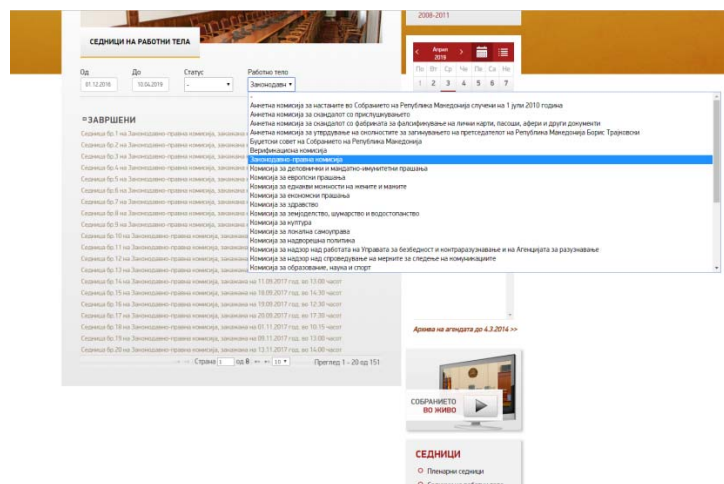 2008-2011
СЕДНИЦИ НА РАБОТНИ ТЕЛА
Април
2019
По Вт Ср Че Пе Са Не
1 2 3 4 5 6 7
Од До Статус Работно тело
01.12.2016 10.04.2019 - Законодавн
Анкетна комисија за настаните во Собранието на Република Македонија случени на 1 јули 2010 година
Анкетна комисија за скандалот со прислушкувањето
Анкетна комисија за скандалот со фабриката за фалсификување на лични карти, пасоши, афери и други документи
Анкетна комисија за утврдување на околностите за загинувањето на претседателот на Република Македонија Борис Трајковски
Буџетски совет на Собранието на Република Македонија
Верификациона комисија
Законодавно-правна комисија
Комисија за деловнички и мандатно-имунитетни прашања
Комисија за европски прашања
Комисија за еднакви можности на жените и мажите
Комисија за економски прашања
Комисија за здравство
Комисија за земјоделство, шумарство и водостопанство
Комисија за култура
Комисија за локална самоуправа
Комисија за надворешна политика
Комисија за надзор над работата на Управата за безбедност и контраразузнавање и на Агенцијата за разузнавање
Комисија за надзор над спроведување на мерките за следење на комуникациите
Комисија за образование, наука и спорт
ЗАВРШЕНИ
Седница бр.1 на Законодавно-правна комисија, закажана
Седница бр.2 на Законодавно-правна комисија, закажана
Седница бр.3 на Законодавно-правна комисија, закажана
Седница бр.4 на Законодавно-правна комисија, закажана
Седница бр.5 на Законодавно-правна комисија, закажана
Седница бр.6 на Законодавно-правна комисија, закажана
Седница бр.7 на Законодавно-правна комисија, закажана
Седница бр.8 на Законодавно-правна комисија, закажана
Седница бр.9 на Законодавно-правна комисија, закажана
Седница бр.10 на Законодавно-правна комисија, закажана
Седница бр.11 на Законодавно-правна комисија, закажана
Седница бр.12 на Законодавно-правна комисија, закажана
Седница бр.13 на Законодавно-правна комисија, закажана
Седница бр.14 на Законодавно-правна комисија, закажана на 11.09.2017 год. во 13:00 часот
Седница бр.15 на Законодавно-правна комисија, закажана на 18.09.2017 год. во 14:30 часот
Седница бр.16 на Законодавно-правна комисија, закажана на 19.09.2017 год. во 12:30 часот
Седница бр.17 на Законодавно-правна комисија, закажана на 20.09.2017 год. во 17:30 часот
Седница бр.18 на Законодавно-правна комисија, закажана на 01.11.2017 год. во 10:15 часот
Седница бр.19 на Законодавно-правна комисија, закажана на 09.11.2017 год. во 13:00 часот
Седница бр.20 на Законодавно-правна комисија, закажана на 13.11.2017 год. во 14:00 часот
Страна 1 од 8 10 Преглед 1 - 20 од 151
Архива на агендата до 4.3.2014 >>
СОБРАНИЕТО
ВО ЖИВО
СЕДНИЦИ
Пленарни седници